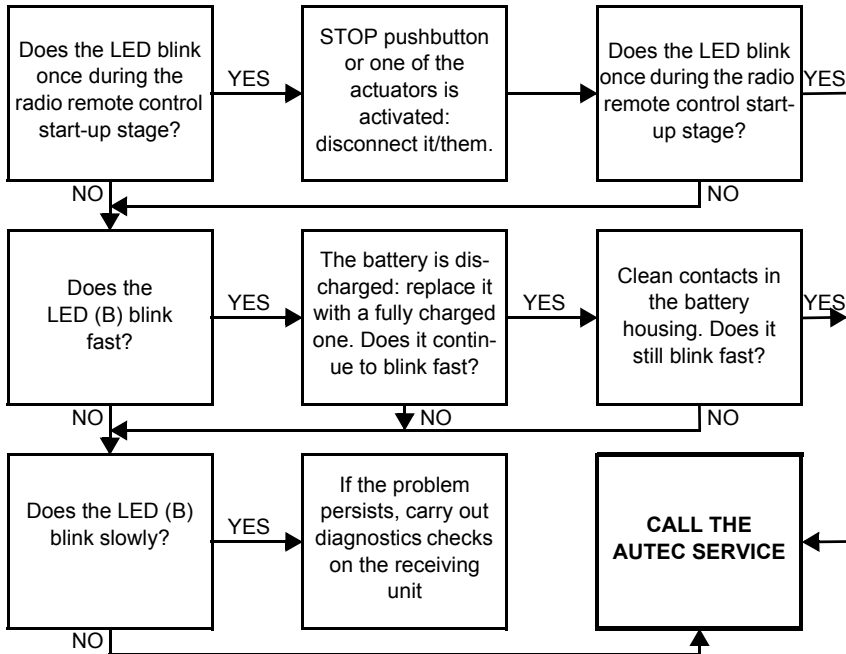 Does the LED blink
once during the
radio remote control
start-up stage?
YES
STOP pushbutton
or one of the
actuators is
activated:
disconnect it/them.
Does the LED blink
once during the radio
remote control start-
up stage?
YES
NO
NO
Does the
LED (B) blink
fast?
YES
The battery is dis-
charged: replace it
with a fully charged
one. Does it contin-
ue to blink fast?
YES
Clean contacts in
the battery
housing. Does it
still blink fast?
YES
NO
NO
NO
Does the LED (B)
blink slowly?
YES
If the problem
persists, carry out
diagnostics checks
on the receiving
unit
CALL THE
AUTEC SERVICE
NO